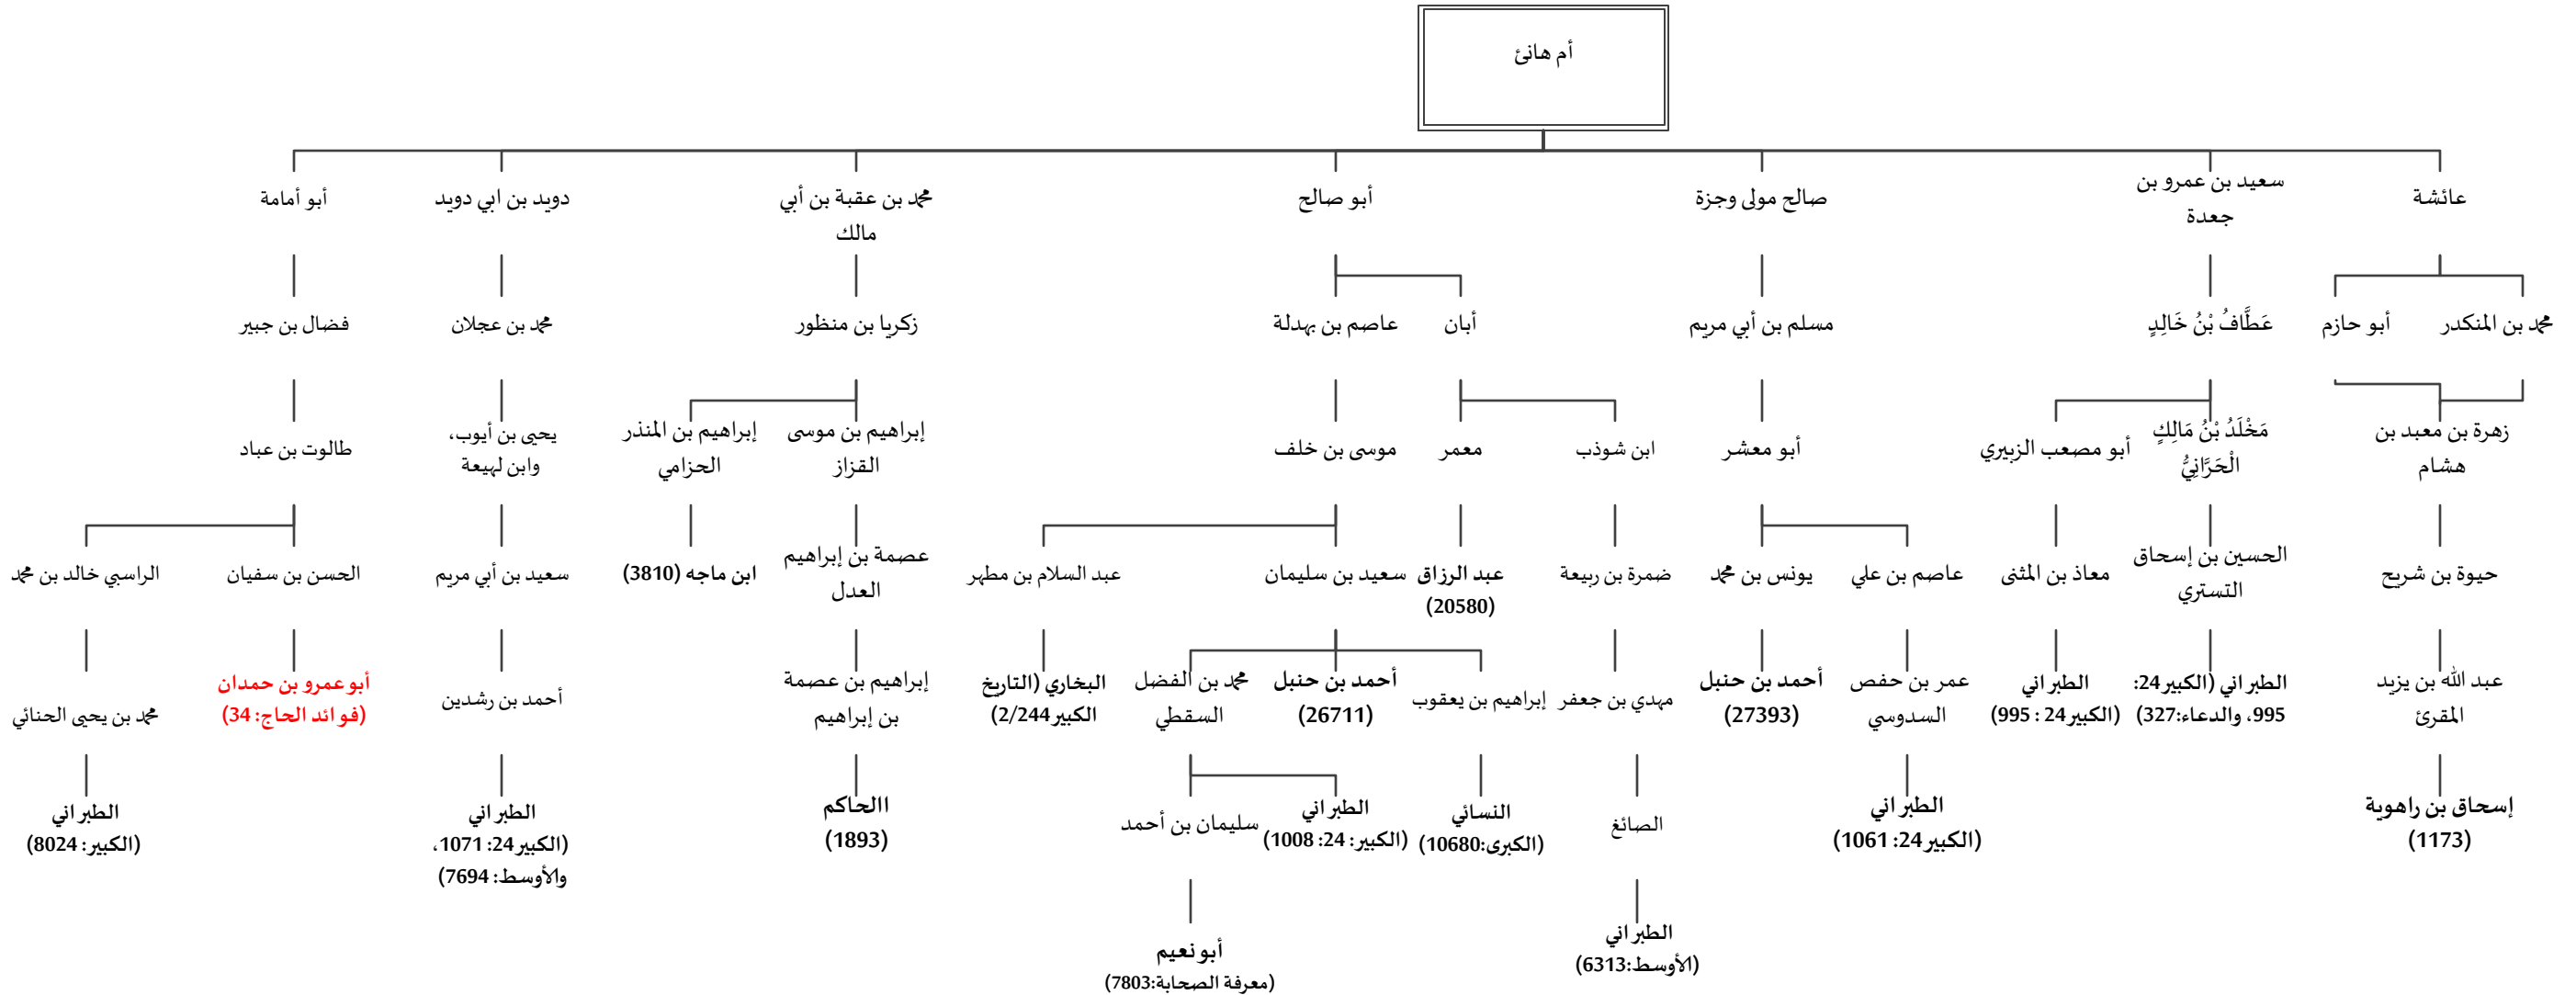 أم هانئ
عائشة
سعيد بن عمرو بن
جعدة
صالح مولى وجزة
أبو صالح
محمد بن عقبة بن أبي
مالك
دويد بن ابي دويد
أبو أمامة
محمد بن المنكدر
أبو حازم
عَطَّافُ بْنُ خَالِدٍ
مسلم بن أبي مريم
أبان
عاصم بن بهدلة
زكريا بن منظور
محمد بن عجلان
فضال بن جبير
زهرة بن معبد بن
هشام
مَخْلَدُ بْنُ مَالِكٍ
الْحَرَّانِيُّ
أبو مصعب الزبيري
أبو معشر
ابن شوذب
معمر
موسى بن خلف
إبراهيم بن موسى
القزاز
إبراهيم بن المنذر
الحزامي
يحيى بن أيوب،
وابن لهيعة
طالوت بن عباد
حيوة بن شريح
الحسين بن إسحاق
التستري
معاذ بن المثنى
عاصم بن علي
يونس بن محمد
ضمرة بن ربيعة
عبد الرزاق
(20580)
سعيد بن سليمان
عبد السلام بن مطهر
عصمة بن إبراهيم
العدل
ابن ماجه (3810)
سعيد بن أبي مريم
الحسن بن سفيان
الراسبي خالد بن محمد
عبد الله بن يزيد
المقرئ
الطبراني (الكبير 24:
995، والدعاء:327)
الطبراني
(الكبير 24 : 995)
عمر بن حفص
السدوسي
أحمد بن حنبل
(27393)
مهدي بن جعفر
إبراهيم بن يعقوب
أحمد بن حنبل
(26711)
محمد بن الفضل
السقطي
البخاري (التاريخ
الكبير 2/244)
إبراهيم بن عصمة
بن إبراهيم
أحمد بن رشدين
أبو عمرو بن حمدان
(فوائد الحاج: 34)
محمد بن يحيى الحنائي
إسحاق بن راهوية
(1173)
الطبراني
(الكبير 24: 1061)
الصائغ
النسائي
(الكبرى:10680)
الطبراني
(الكبير: 24: 1008)
سليمان بن أحمد
االحاكم
(1893)
الطبراني
(الكبير 24: 1071،
والأوسط: 7694)
الطبراني
(الكبير: 8024)
الطبراني
(الأوسط:6313)
أبو نعيم
(معرفة الصحابة:7803)